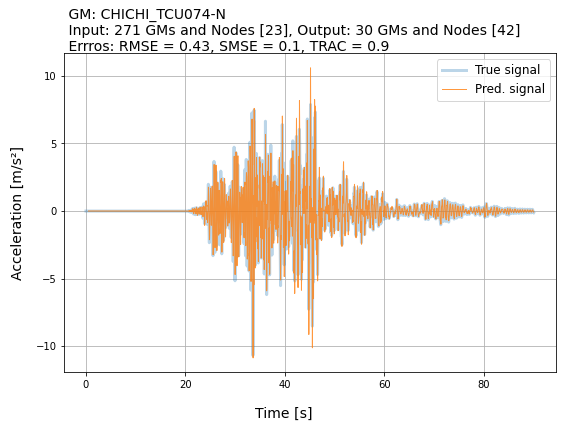 GM: CHICHI_TCU074-N
Input: 271 GMs and Nodes [23], Output: 30 GMs and Nodes [42]
Errros: RMSE = 0.43, SMSE = 0.1, TRAC = 0.9
True signal
Pred. signal
10
5
0
−5
−10
Acceleration [m/s²]
0 20 40 60 80
Time [s]